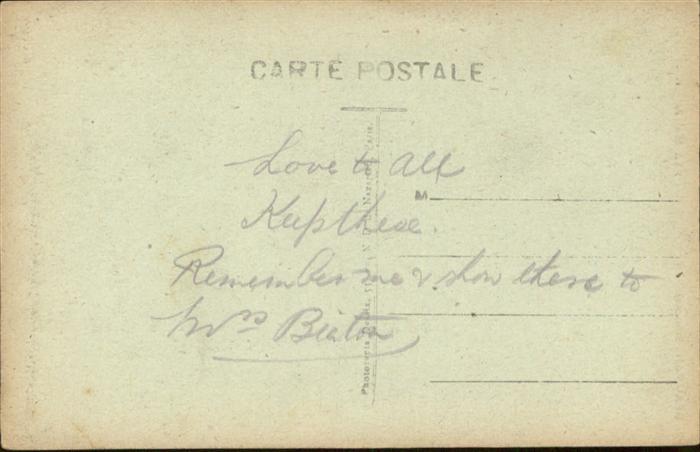 CARTE POSTALE
Love to all
M
Keep these.
Remember me & show these to
Mrs Beaton